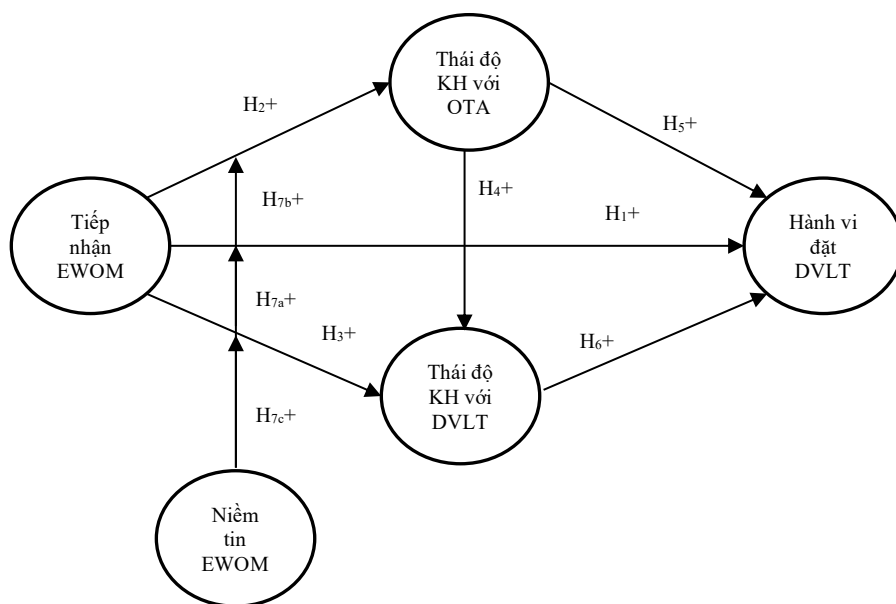 Thái độ
KH với
OTA
H₂+
H₅+
H₇b+
H₄+
H₁+
Tiếp
nhận
EWOM
Hành vi
đặt
DVLT
H₇a+
H₃+
H₆+
Thái độ
KH với
DVLT
H₇c+
Niềm
tin
EWOM